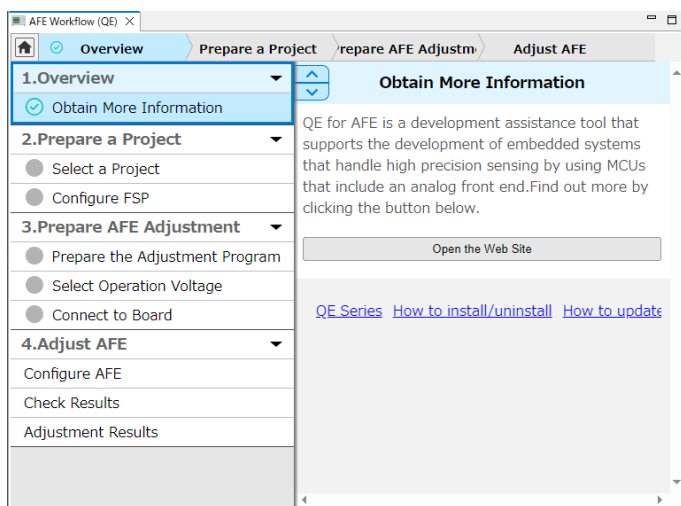 AFE Workflow (QE)
Overview
Prepare a Project
repare AFE Adjustm
Adjust AFE
1.Overview
Obtain More Information
2.Prepare a Project
Select a Project
Configure FSP
3.Prepare AFE Adjustment
Prepare the Adjustment Program
Select Operation Voltage
Connect to Board
4.Adjust AFE
Configure AFE
Check Results
Adjustment Results
Obtain More Information
QE for AFE is a development assistance tool that
supports the development of embedded systems
that handle high precision sensing by using MCUs
that include an analog front end.Find out more by
clicking the button below.
Open the Web Site
QE Series How to install/uninstall How to update